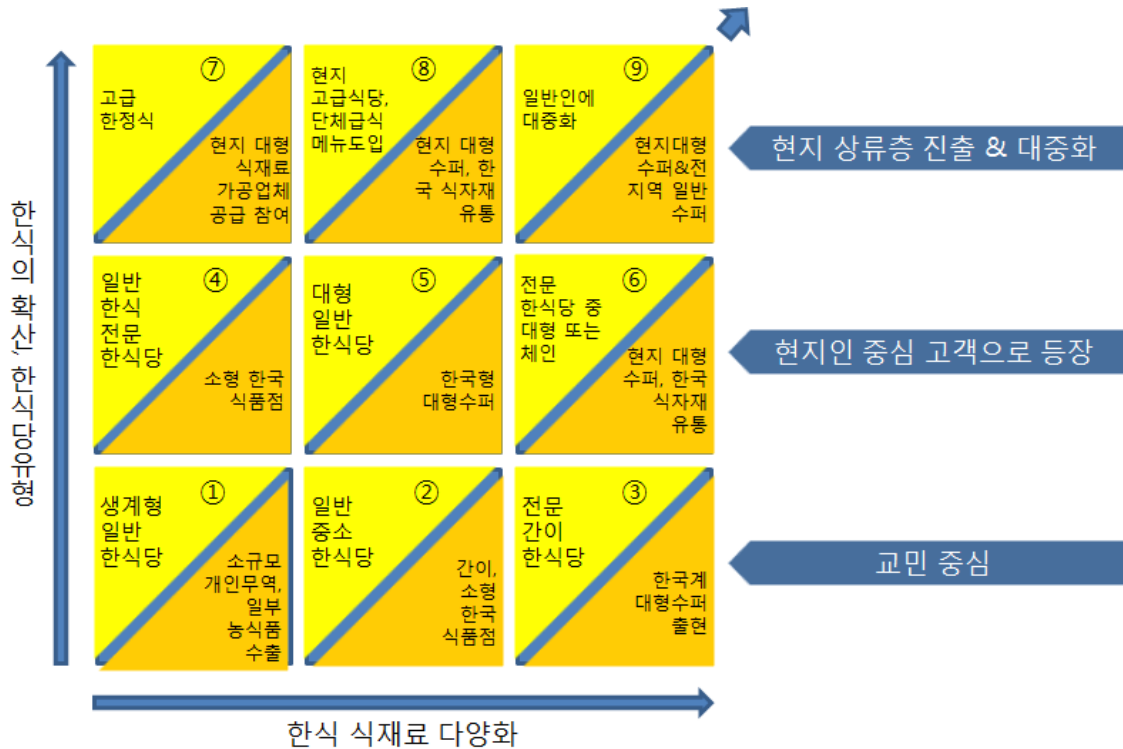 ⑦
고급
한정식
현지 대형
식재료
가공업체
공급 참여
⑧
현지
고급식당,
단체급식
메뉴도입
현지 대형
수퍼, 한
국 식자재
유통
⑨
일반인에
대중화
현지대형
수퍼&전
지역 일반
수퍼
현지 상류층 진출 & 대중화
④
일반
한식
전문
한식당
소형 한국
식품점
⑤
대형
일반
한식당
한국형
대형수퍼
⑥
전문
한식당 중
대형 또는
체인
현지 대형
수퍼, 한국
식자재
유통
현지인 중심 고객으로 등장
①
생계형
일반
한식당
소규모
개인무역,
일부
농식품
수출
②
일반
중소
한식당
간이,
소형
한국
식품점
③
전문
간이
한식당
한국계
대형수퍼
출현
교민 중심
한식의 확산, 한식당유형
한식 식재료 다양화